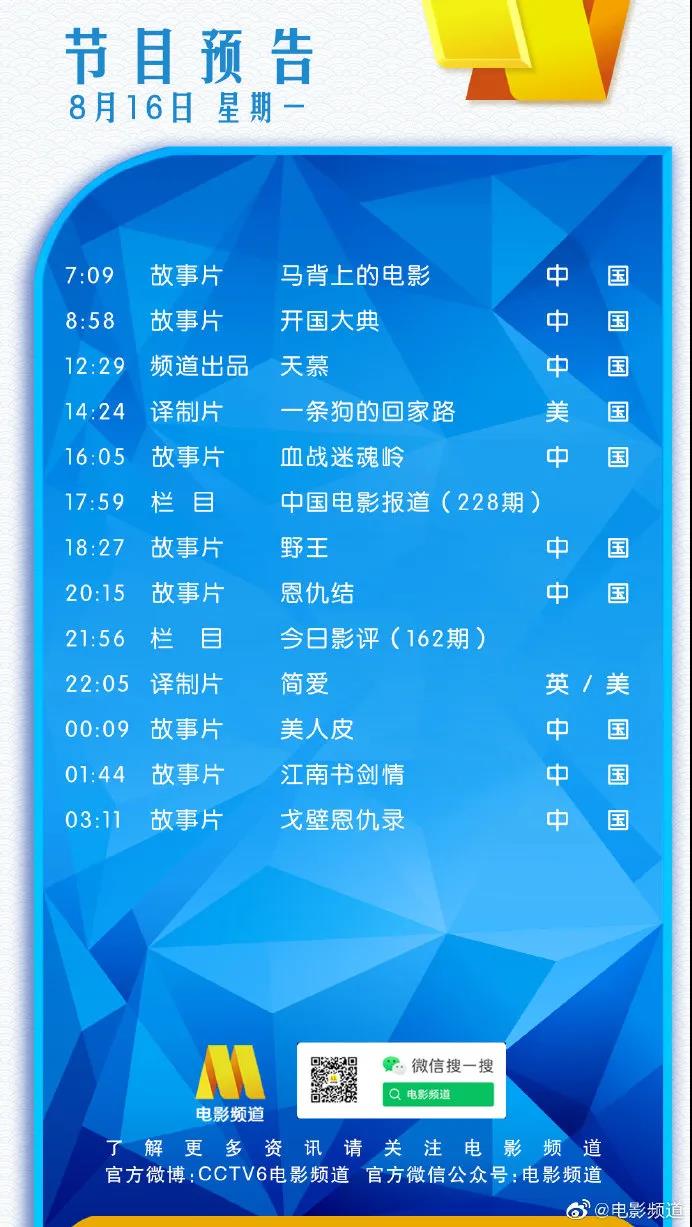 节目预告
8月16日 星期一
7:09 故事片 马背上的电影 中 国
8:58 故事片 开国大典 中 国
12:29 频道出品 天慕 中 国
14:24 译制片 一条狗的回家路 美 国
16:05 故事片 血战迷魂岭 中 国
17:59 栏 目 中国电影报道（228期）
18:27 故事片 野王 中 国
20:15 故事片 恩仇结 中 国
21:56 栏 目 今日影评（162期）
22:05 译制片 简爱 英 / 美
00:09 故事片 美人皮 中 国
01:44 故事片 江南书剑情 中 国
03:11 故事片 戈壁恩仇录 中 国
电影频道
微信搜一搜
电影频道
了解更多资讯请关注电影频道
官方微博:CCTV6电影频道 官方微信公众号:电影频道
@电影频道